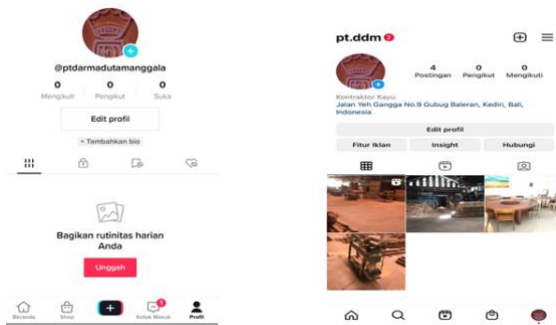 @ptdarmadutamanggala
0 0 0
Mengikuti Pengikut Suka
Edit profil
+ Tambahkan bio
Bagikan rutinitas harian
Anda
Unggah
Beranda Shop Kotak Masuk Profil
pt.ddm 2
4 0 0
Postingan Pengikut Mengikuti
Kontraktor Kayu.
Jalan Yeh Gangga No.9 Gubug Baleran, Kediri, Bali,
Indonesia
Edit profil
Fitur Iklan Insight Hubungi